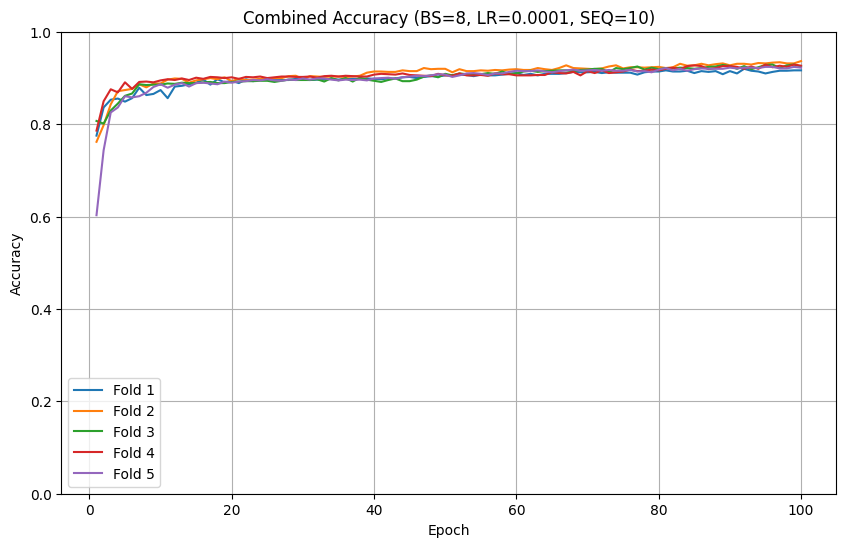 Combined Accuracy (BS=8, LR=0.0001, SEQ=10)
1.0
0.8
0.6
0.4
0.2
0.0
Accuracy
Fold 1
Fold 2
Fold 3
Fold 4
Fold 5
0 20 40 60 80 100
Epoch